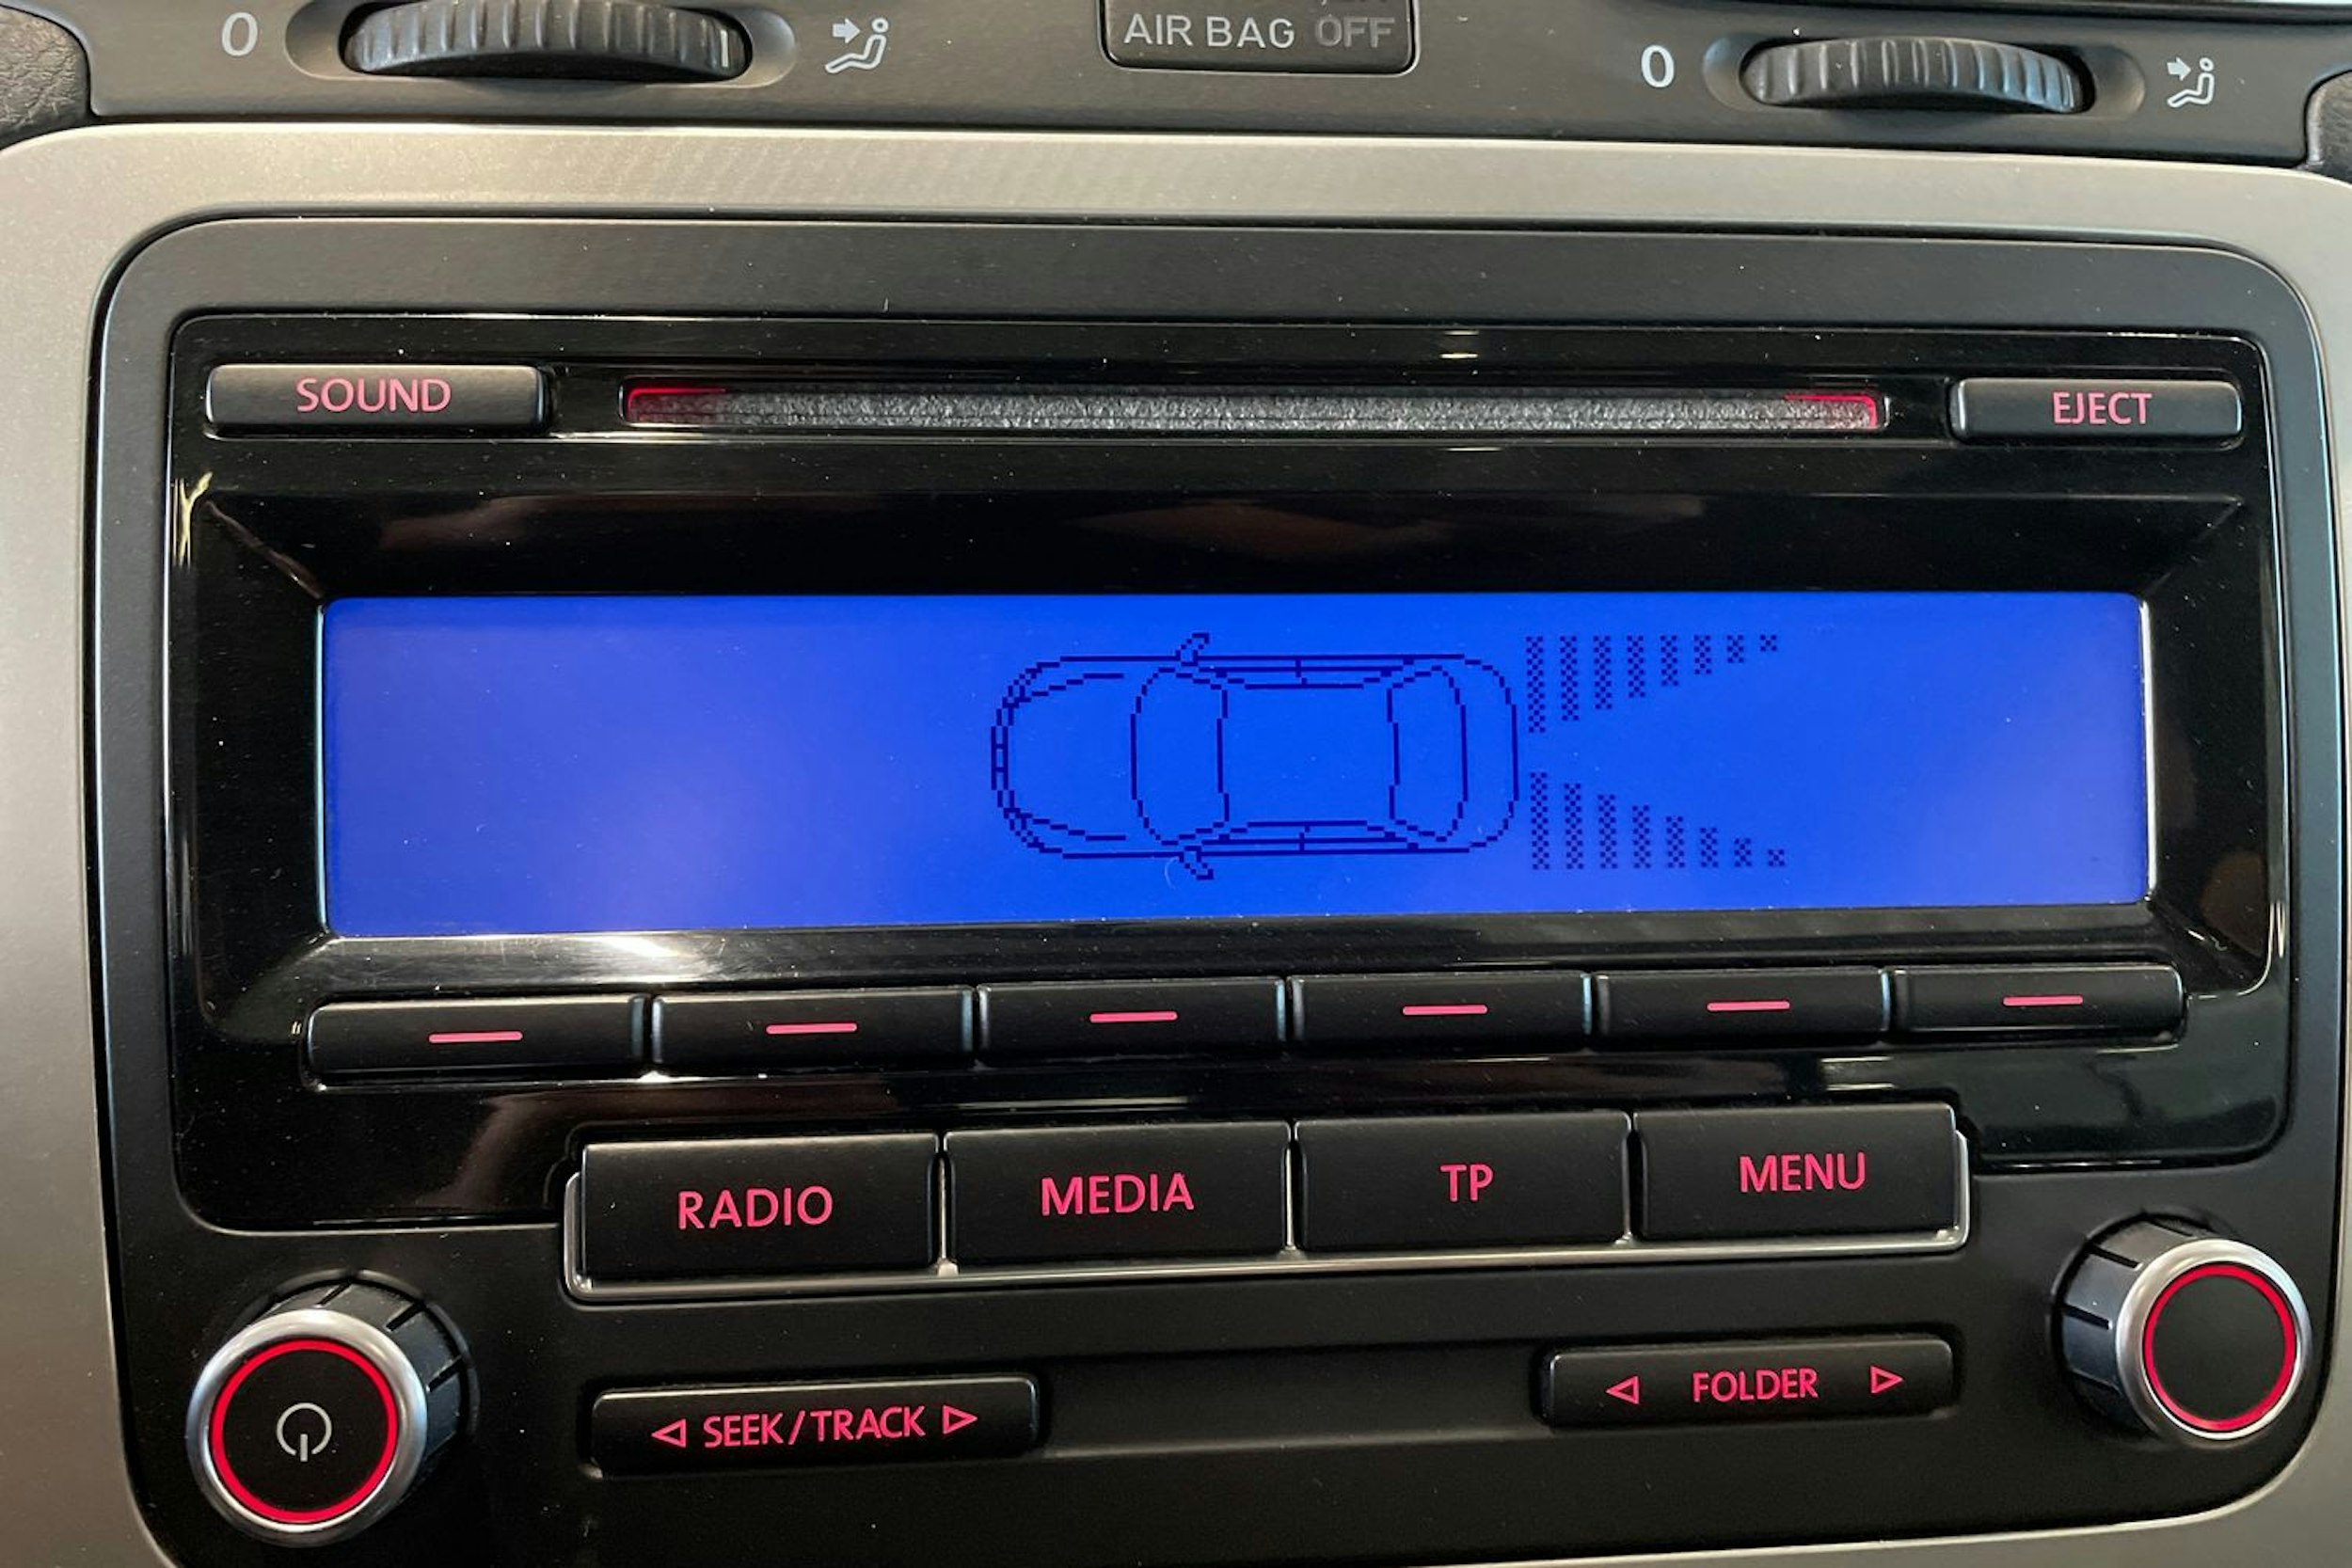 0
AIR BAG OFF
0
SOUND
EJECT
RADIO
MEDIA
TP
MENU
SEEK/TRACK
FOLDER